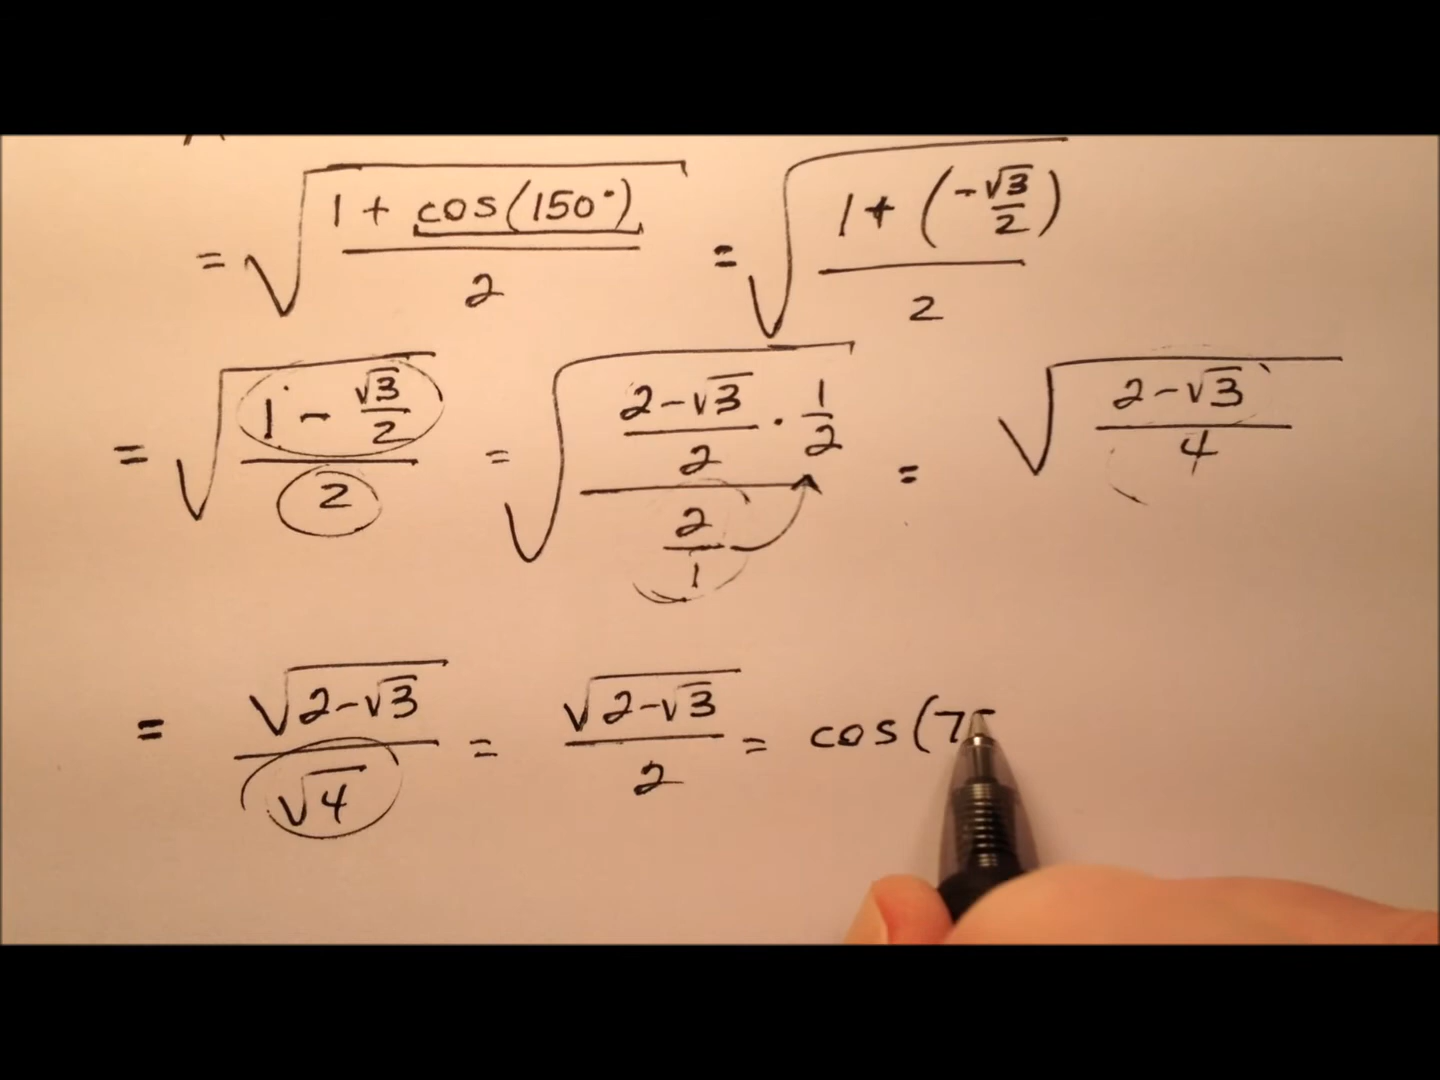 = √((1 + cos(150°))/2) = √((1 + (-√3/2))/2)
= √((1 - √3/2)/2) = √(((2-√3)/2 · 1/2)/(2/1)) = √((2-√3)/4)
= √(2-√3)/√4 = √(2-√3)/2 = cos(7